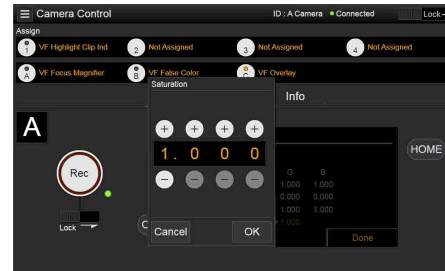 Camera Control
ID : A Camera Connected
Lock
Assign
1 VF Highlight Clip Ind
2 Not Assigned
3 Not Assigned
4 Not Assigned
A VF Focus Magnifier
B VF False Color
C VF Overlay
Saturation
Info
A
+ + + +
1. 0 0 0
HOME
Rec
G B
1.000 1.000
0.000 0.000
1.000 1.000
1.000
Lock
C
Cancel
OK
Done